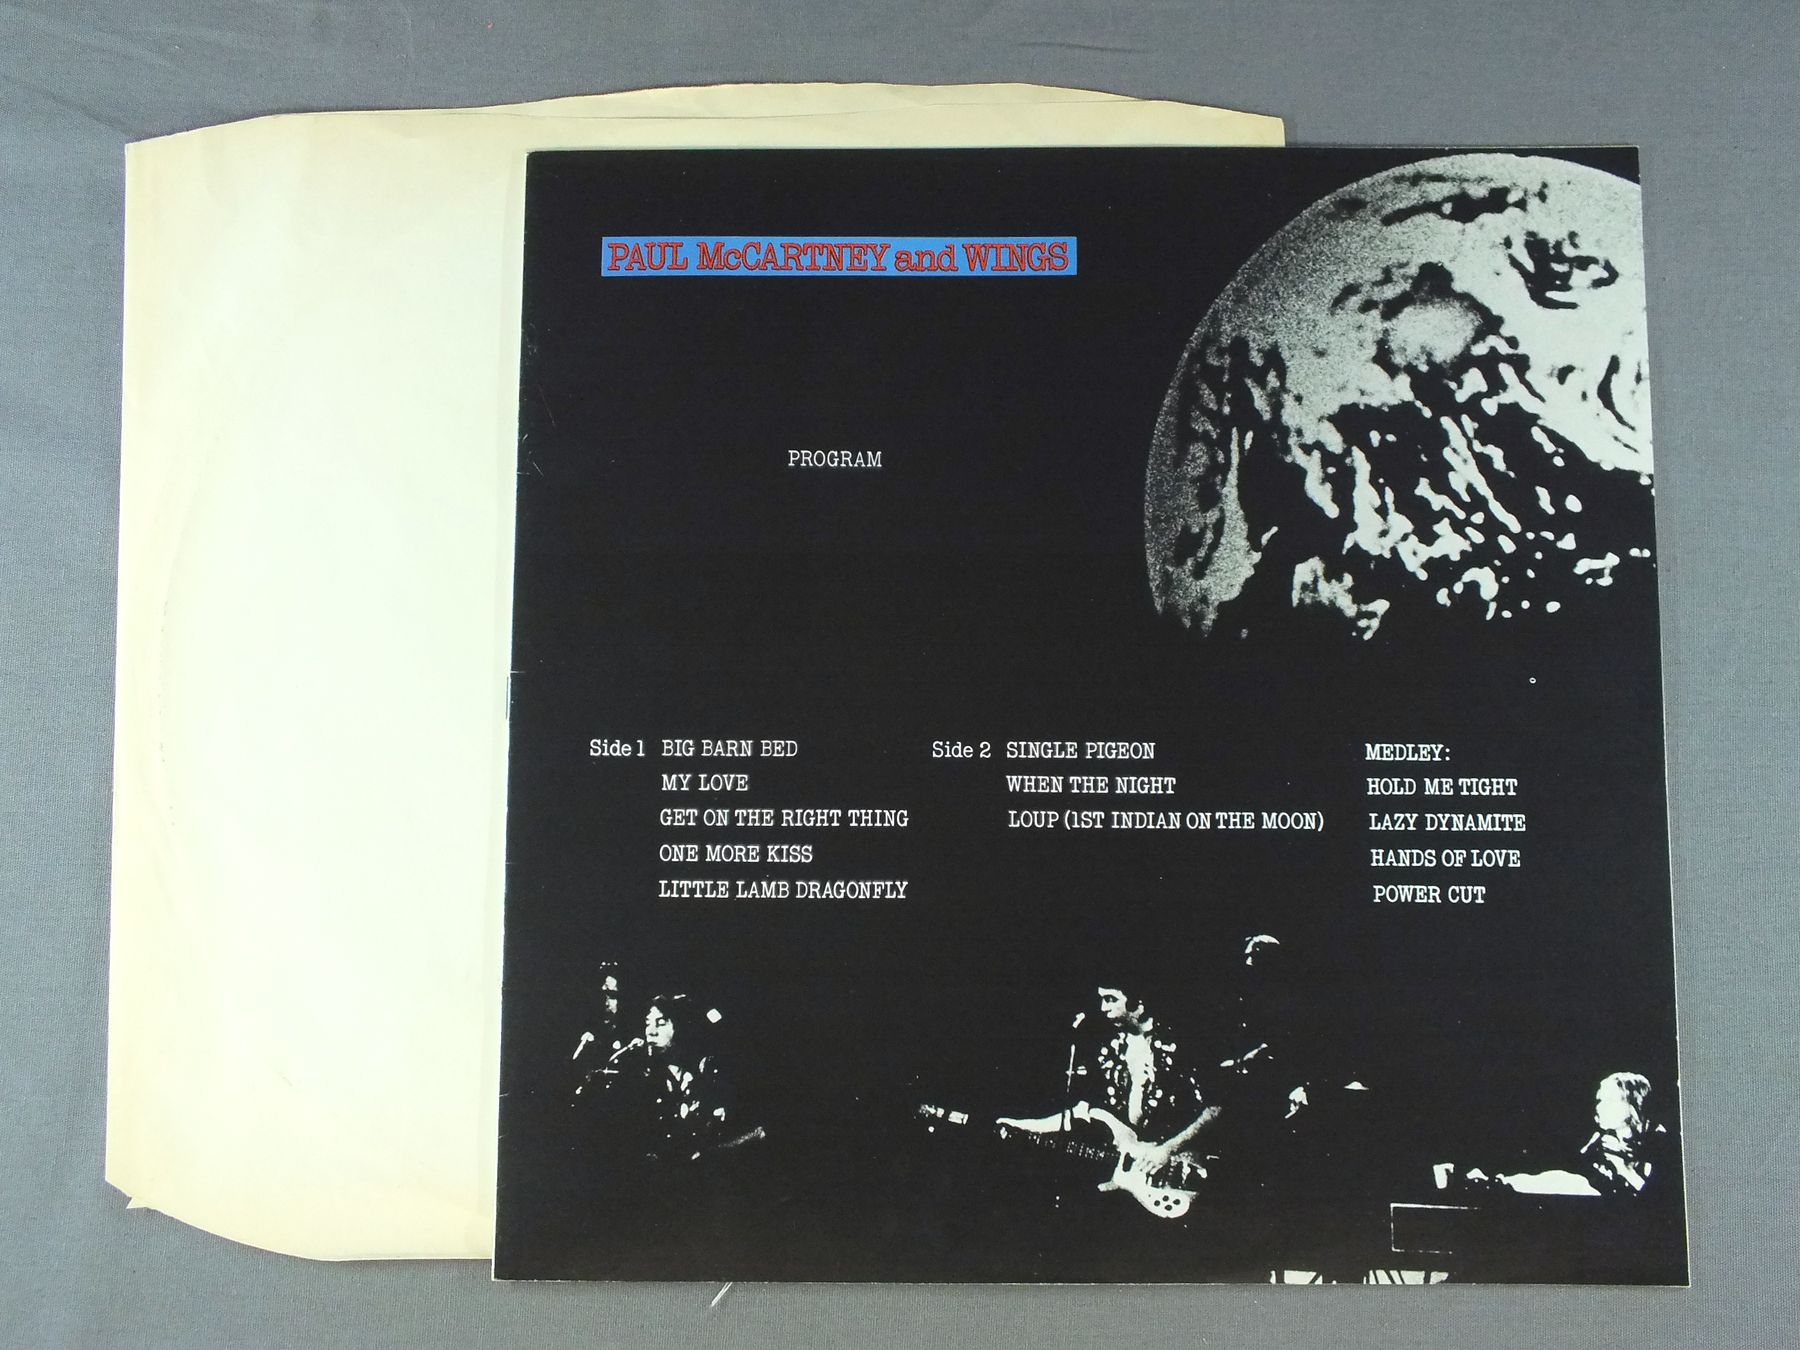 PAUL McCARTNEY and WINGS
PROGRAM
Side 1 BIG BARN BED
MY LOVE
GET ON THE RIGHT THING
ONE MORE KISS
LITTLE LAMB DRAGONFLY
Side 2 SINGLE PIGEON
WHEN THE NIGHT
LOUP (1ST INDIAN ON THE MOON)
MEDLEY:
HOLD ME TIGHT
LAZY DYNAMITE
HANDS OF LOVE
POWER CUT